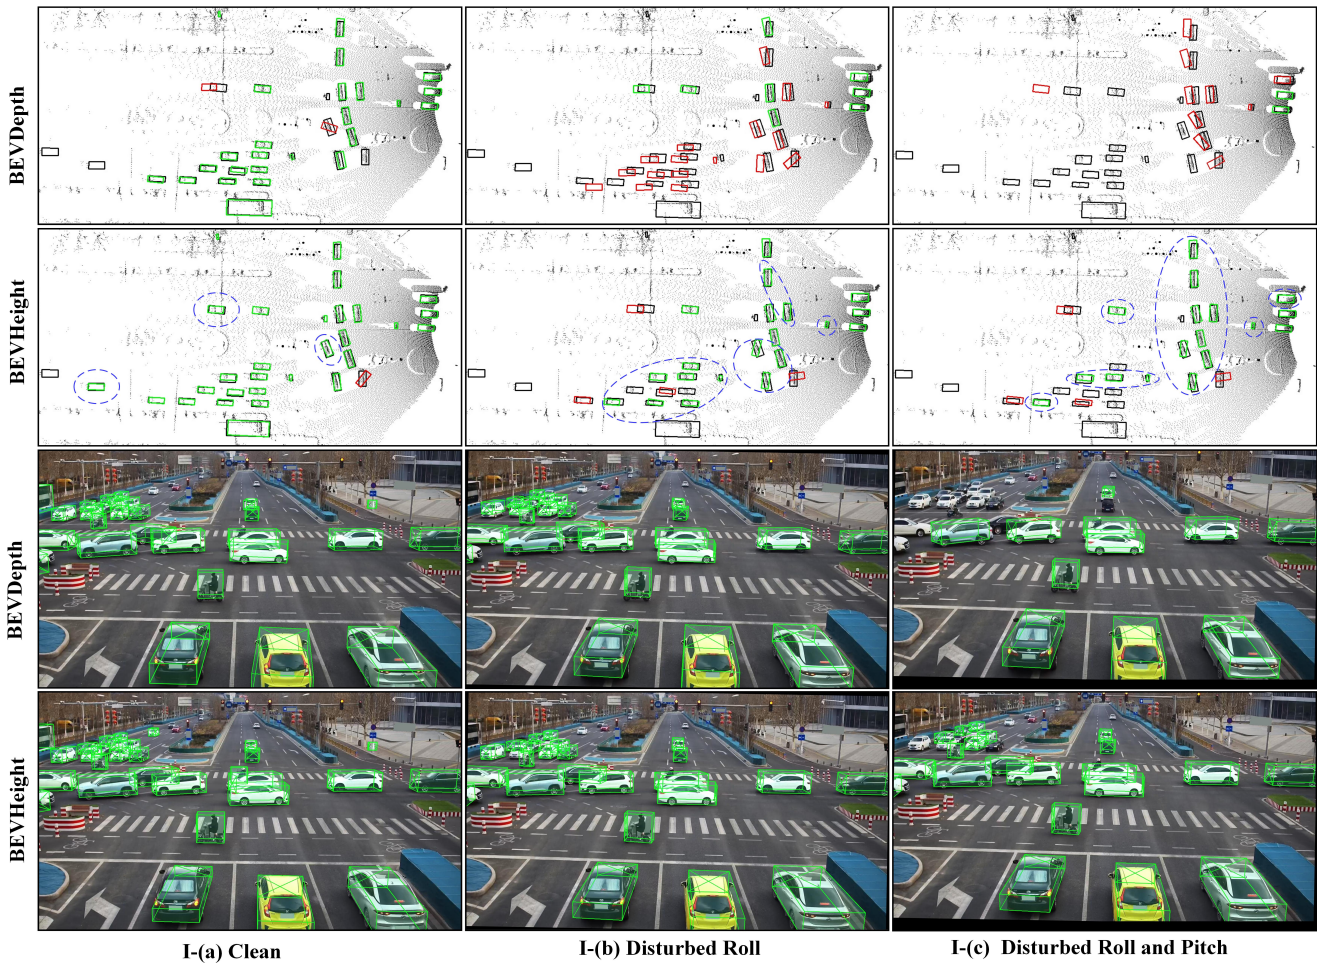 BEVDepth
BEVHeight
BEVDepth
BEVHeight
I-(a) Clean
I-(b) Disturbed Roll
I-(c) Disturbed Roll and Pitch